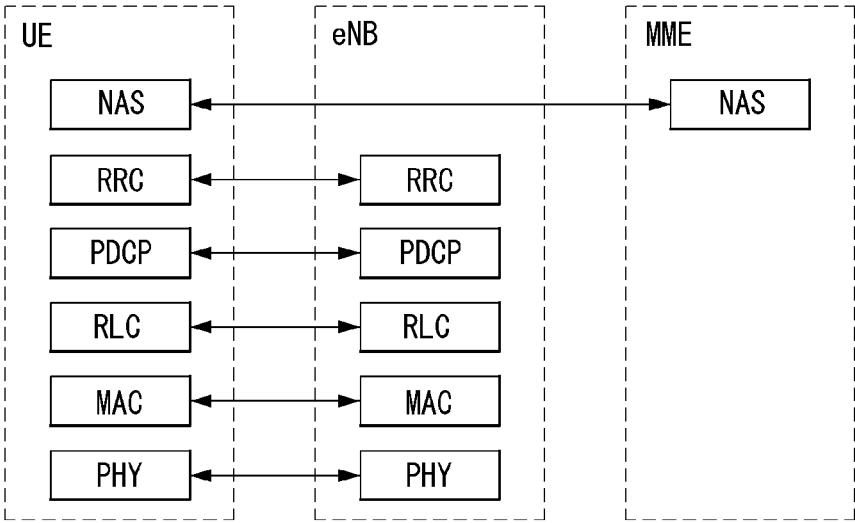 UE eNB MME
NAS NAS
RRC RRC
PDCP PDCP
RLC RLC
MAC MAC
PHY PHY